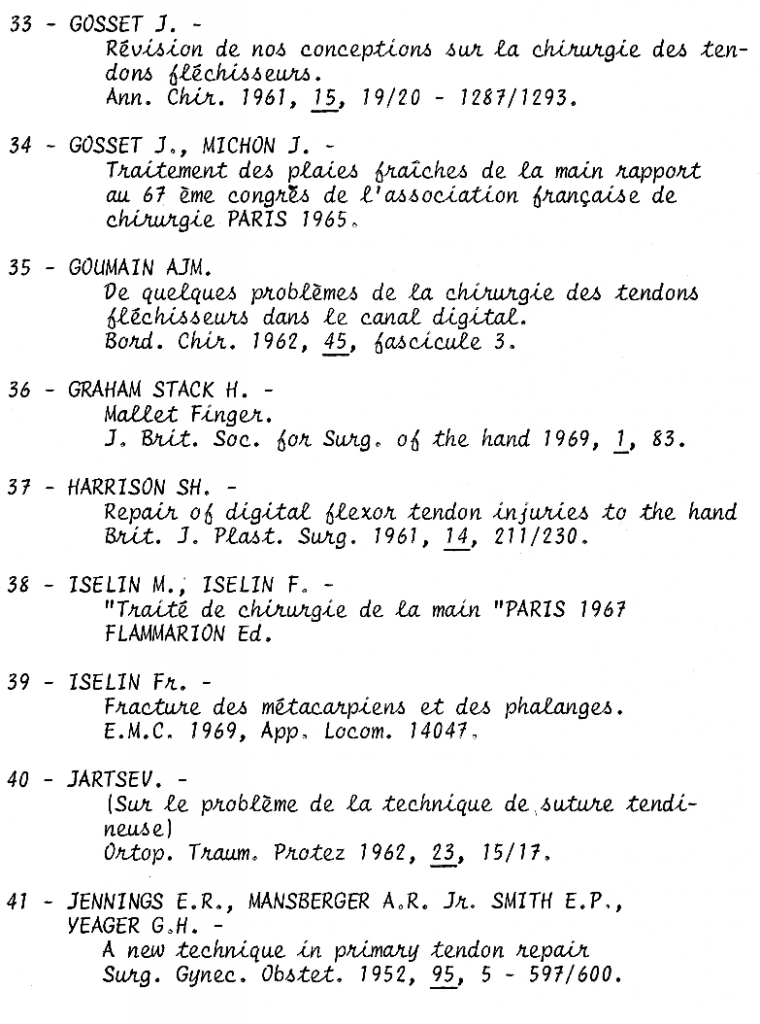 33 - GOSSET J. -
Révision de nos conceptions sur la chirurgie des ten-
dons fléchisseurs.
Ann. Chir. 1961, 15, 19/20 - 1287/1293.
34 - GOSSET J., MICHON J. -
Traitement des plaies fraîches de la main rapport
au 67 ème congrès de l'association française de
chirurgie PARIS 1965.
35 - GOUMAIN AJM.
De quelques problèmes de la chirurgie des tendons
fléchisseurs dans le canal digital.
Bord. Chir. 1962, 45, fascicule 3.
36 - GRAHAM STACK H. -
Mallet Finger.
J. Brit. Soc. for Surg. of the hand 1969, 1, 83.
37 - HARRISON SH. -
Repair of digital flexor tendon injuries to the hand
Brit. J. Plast. Surg. 1961, 14, 211/230.
38 - ISELIN M., ISELIN F. -
"Traité de chirurgie de la main "PARIS 1967
FLAMMARION Ed.
39 - ISELIN Fr. -
Fracture des métacarpiens et des phalanges.
E.M.C. 1969, App. Locom. 14047.
40 - JARTSEV. -
(Sur le problème de la technique de suture tendi-
neuse)
Ortop. Traum. Protez 1962, 23, 15/17.
41 - JENNINGS E.R., MANSBERGER A.R. Jr. SMITH E.P.,
YEAGER G.H. -
A new technique in primary tendon repair
Surg. Gynec. Obstet. 1952, 95, 5 - 597/600.